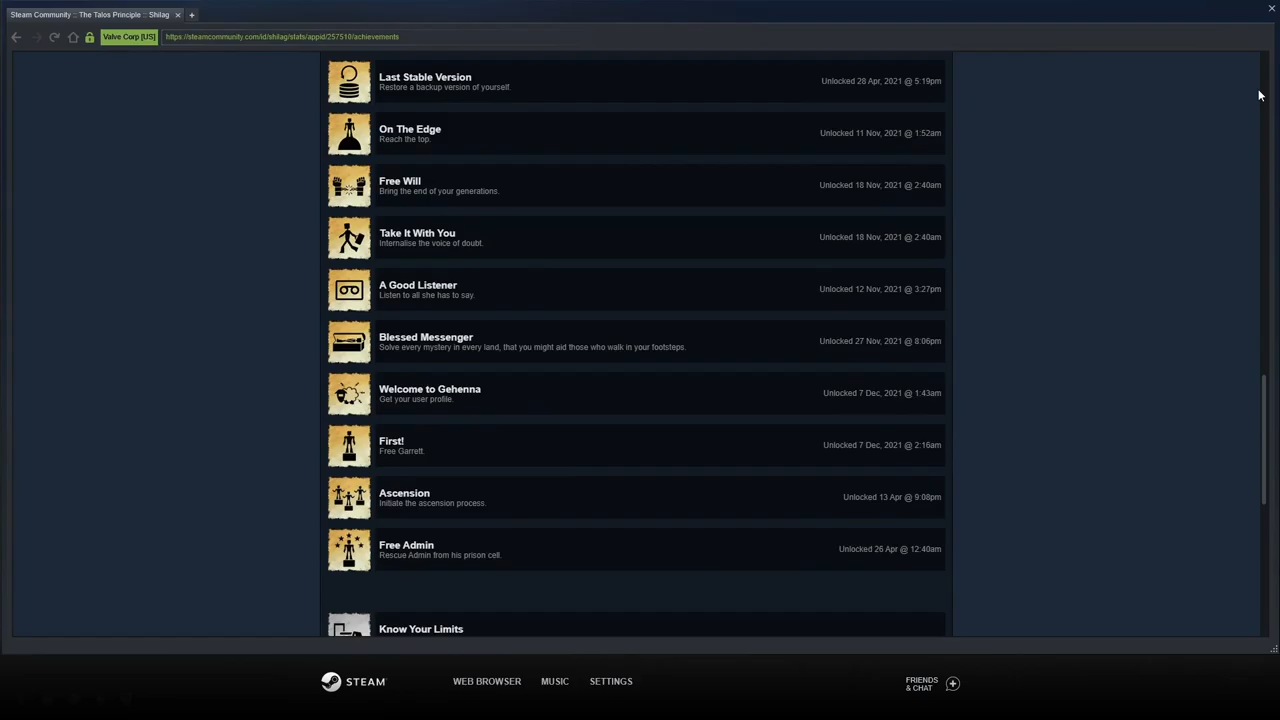 Steam Community :: The Talos Principle :: Shilag
Valve Corp [US]
https://steamcommunity.com/id/shilag/stats/appid/257510/achievements
Last Stable Version
Restore a backup version of yourself.
Unlocked 28 Apr, 2021 @ 5:19pm
On The Edge
Reach the top.
Unlocked 11 Nov, 2021 @ 1:52am
Free Will
Bring the end of your generations.
Unlocked 18 Nov, 2021 @ 2:40am
Take It With You
Internalise the voice of doubt.
Unlocked 18 Nov, 2021 @ 2:40am
A Good Listener
Listen to all she has to say.
Unlocked 12 Nov, 2021 @ 3:27pm
Blessed Messenger
Solve every mystery in every land, that you might aid those who walk in your footsteps.
Unlocked 27 Nov, 2021 @ 8:06pm
Welcome to Gehenna
Get your user profile.
Unlocked 7 Dec, 2021 @ 1:43am
First!
Free Garrett.
Unlocked 7 Dec, 2021 @ 2:16am
Ascension
Initiate the ascension process.
Unlocked 13 Apr @ 9:08pm
Free Admin
Rescue Admin from his prison cell.
Unlocked 26 Apr @ 12:40am
Know Your Limits
STEAM
WEB BROWSER
MUSIC
SETTINGS
FRIENDS
& CHAT